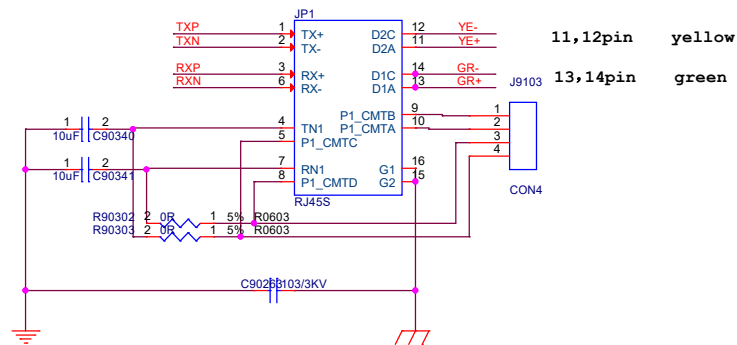 JP1
TXP 1 TX+ D2C 12 YE-
TXN 2 TX- D2A 11 YE+
11,12pin yellow
RXP 3 RX+ D1C 14 GR-
RXN 6 RX- D1A 13 GR+
13,14pin green
J9103
P1_CMTB 9 1
4 TN1 P1_CMTA 10 2
5 P1_CMTC 3
4
1 2
10uF C90340
1 2
10uF C90341
7 RN1 G1 16
8 P1_CMTD G2 15
RJ45S
CON4
R90302 2 0R 1 5% R0603
R90303 2 0R 1 5% R0603
C90263 103/3KV